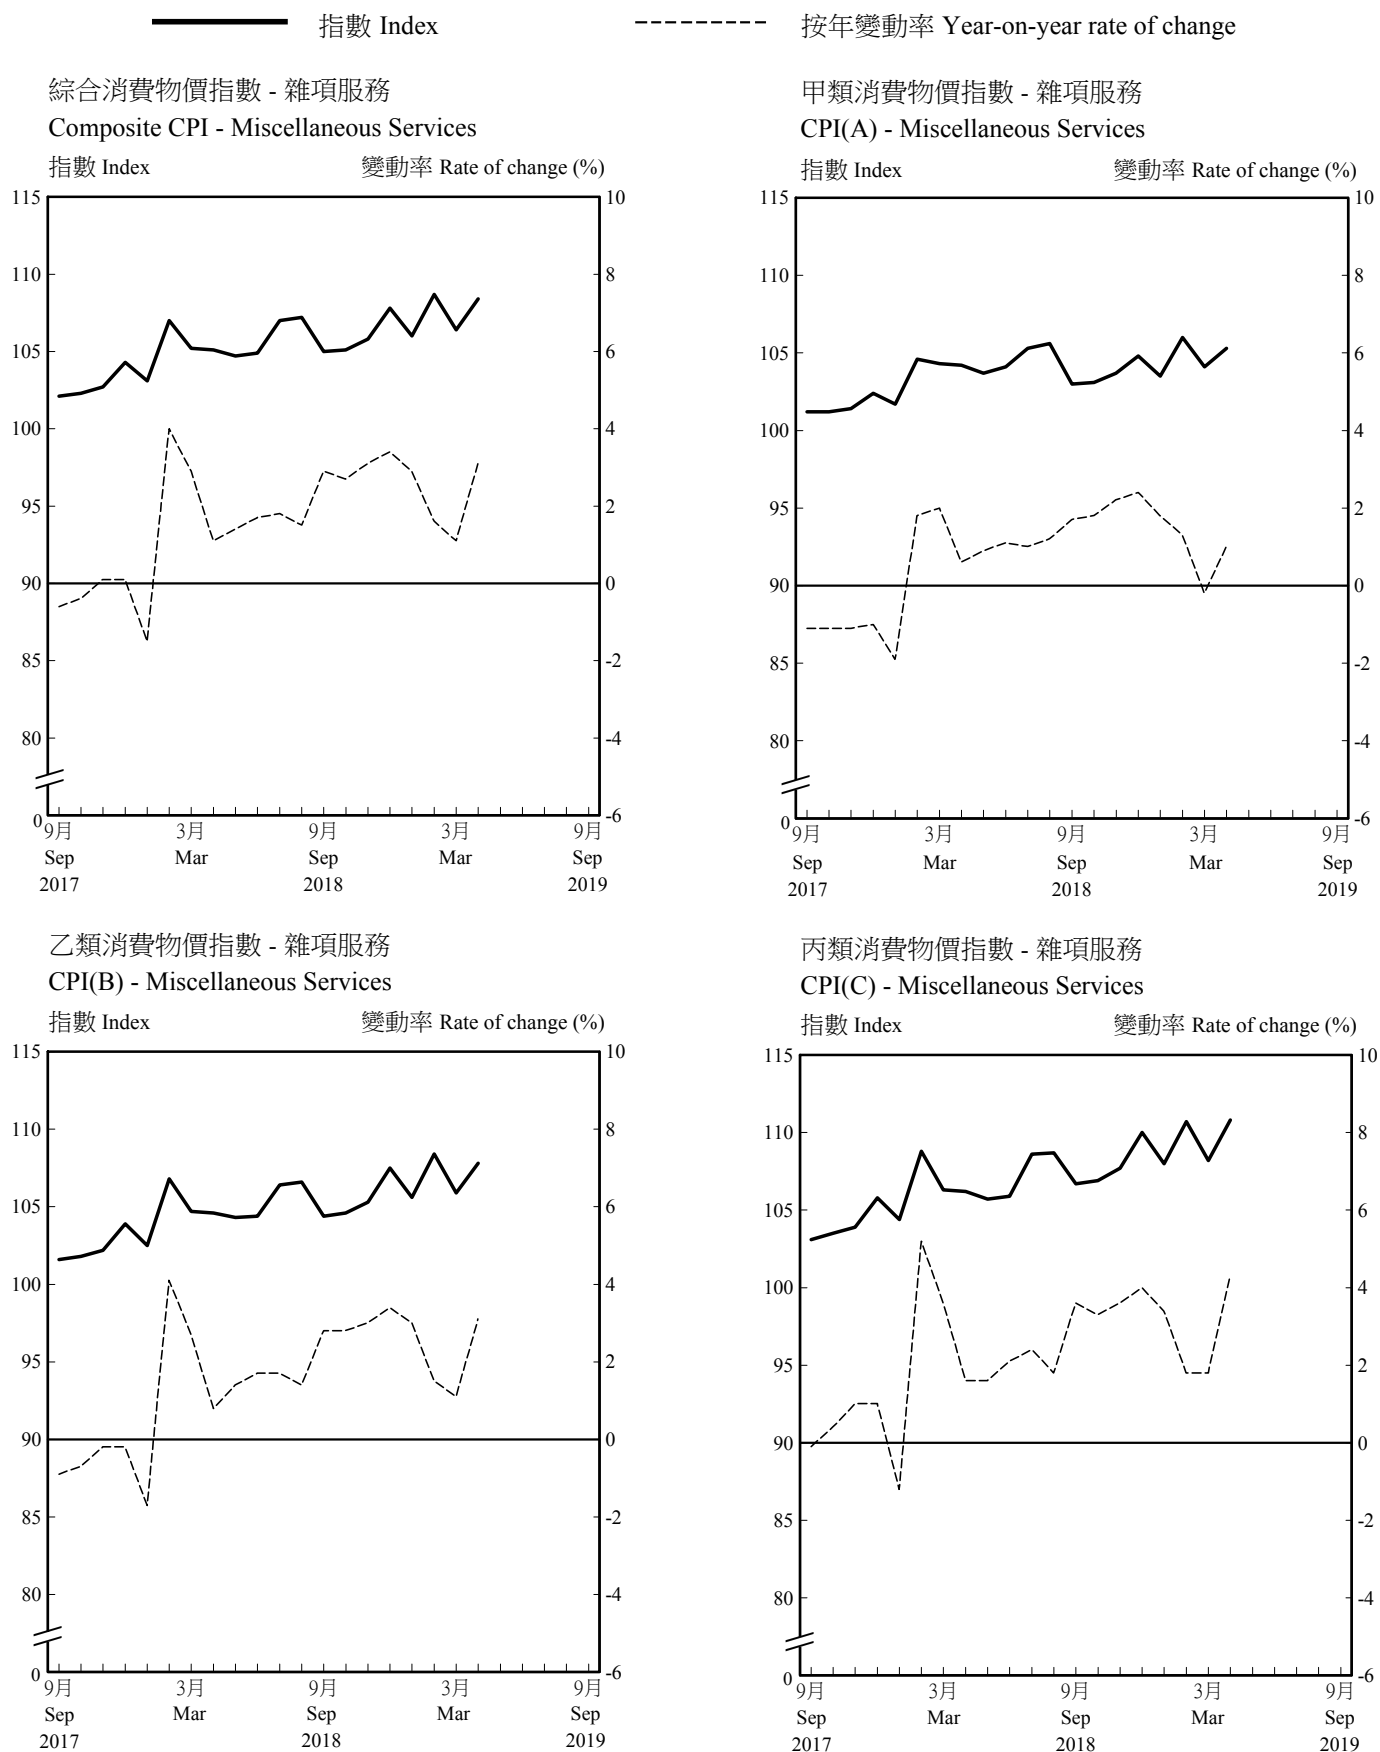 指數 Index
按年變動率 Year-on-year rate of change
綜合消費物價指數 - 雜項服務
Composite CPI - Miscellaneous Services
指數 Index 變動率 Rate of change (%)
115 10
110 8
105 6
100 4
95 2
90 0
85 -2
80 -4
0 -6
9月 3月 9月 3月 9月
Sep Mar Sep Mar Sep
2017 2018 2019
甲類消費物價指數 - 雜項服務
CPI(A) - Miscellaneous Services
指數 Index 變動率 Rate of change (%)
115 10
110 8
105 6
100 4
95 2
90 0
85 -2
80 -4
0 -6
9月 3月 9月 3月 9月
Sep Mar Sep Mar Sep
2017 2018 2019
乙類消費物價指數 - 雜項服務
CPI(B) - Miscellaneous Services
指數 Index 變動率 Rate of change (%)
115 10
110 8
105 6
100 4
95 2
90 0
85 -2
80 -4
0 -6
9月 3月 9月 3月 9月
Sep Mar Sep Mar Sep
2017 2018 2019
丙類消費物價指數 - 雜項服務
CPI(C) - Miscellaneous Services
指數 Index 變動率 Rate of change (%)
115 10
110 8
105 6
100 4
95 2
90 0
85 -2
80 -4
0 -6
9月 3月 9月 3月 9月
Sep Mar Sep Mar Sep
2017 2018 2019